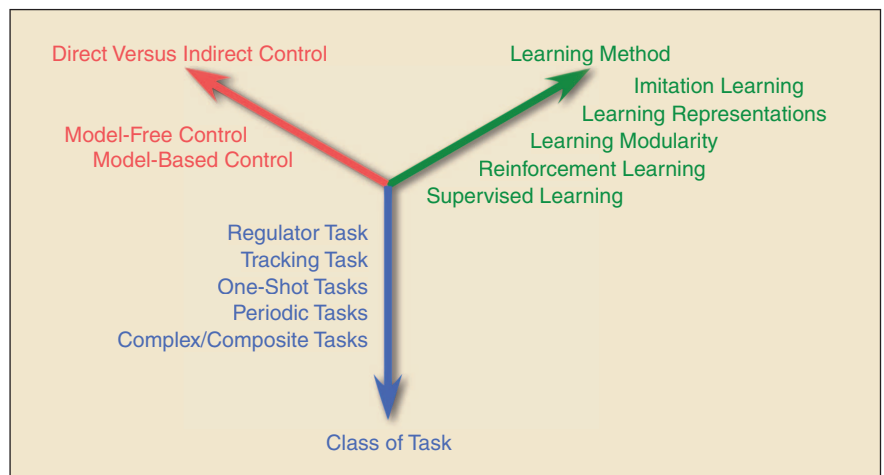 Direct Versus Indirect Control
Learning Method
Imitation Learning
Learning Representations
Learning Modularity
Reinforcement Learning
Supervised Learning
Model-Free Control
Model-Based Control
Regulator Task
Tracking Task
One-Shot Tasks
Periodic Tasks
Complex/Composite Tasks
Class of Task